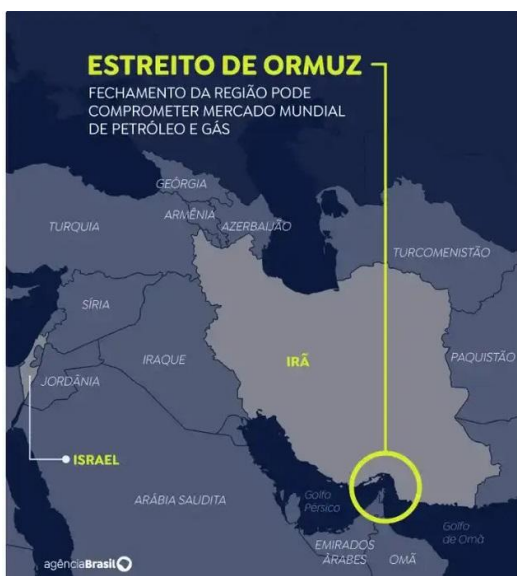 ESTREITO DE ORMUZ
FECHAMENTO DA REGIÃO PODE
COMPROMETER MERCADO MUNDIAL
DE PETRÓLEO E GÁS
GEÓRGIA
ARMÊNIA
AZERBAIJÃO
TURQUIA
TURCOMENISTÃO
SÍRIA
IRAQUE
IRÃ
PAQUISTÃO
JORDÂNIA
ISRAEL
ARÁBIA SAUDITA
Golfo
Pérsico
Golfo
de Omã
EMIRADOS
ÁRABES
OMÃ
agênciaBrasil